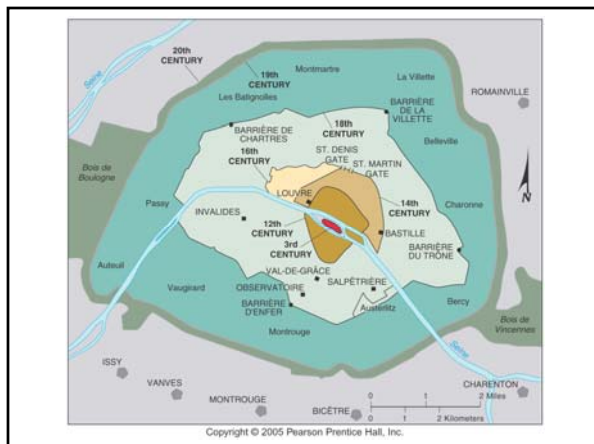 20th
CENTURY
19th
CENTURY
Montmartre
La Villette
Seine
Les Batignolles
ROMAINVILLE
BARRIÈRE
DE LA
VILLETTE
18th
CENTURY
BARRIÈRE DE
CHARTRES
ST. DENIS
GATE
Belleville
16th
CENTURY
ST. MARTIN
GATE
Bois de
Boulogne
LOUVRE
14th
CENTURY
Charonne
N
Passy
INVALIDES
12th
CENTURY
BASTILLE
3rd
CENTURY
BARRIÈRE
DU TRÔNE
VAL-DE-GRÂCE
Auteuil
OBSERVATOIRE
SALPÊTRIÈRE
Vaugirard
BARRIÈRE
D'ENFER
Austerlitz
Bercy
Montrouge
Bois de
Vincennes
Seine
ISSY
VANVES
MONTROUGE
BICÊTRE
CHARENTON
0 1 2 Miles
0 1 2 Kilometers
Copyright © 2005 Pearson Prentice Hall, Inc.